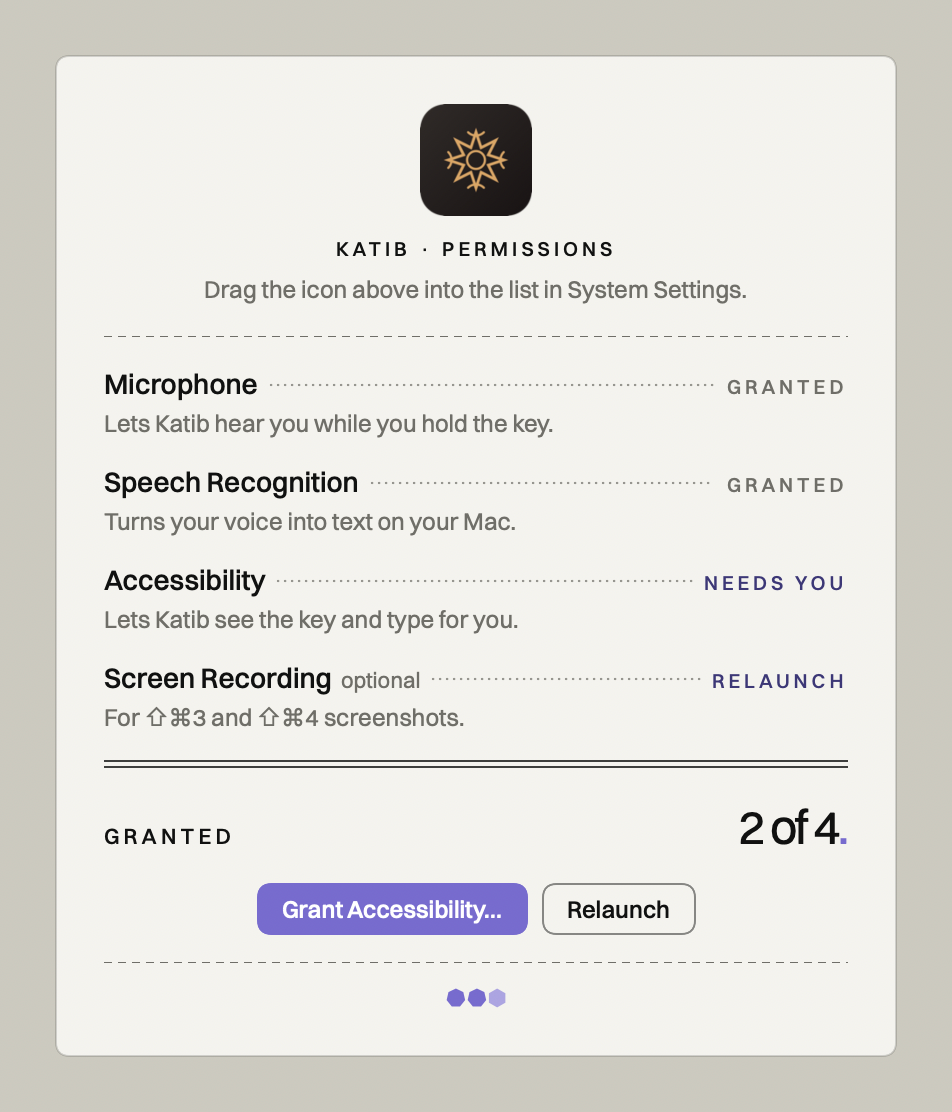 KATIB · PERMISSIONS
Drag the icon above into the list in System Settings.
Microphone GRANTED
Lets Katib hear you while you hold the key.
Speech Recognition GRANTED
Turns your voice into text on your Mac.
Accessibility NEEDS YOU
Lets Katib see the key and type for you.
Screen Recording optional RELAUNCH
For ⇧⌘3 and ⇧⌘4 screenshots.
GRANTED 2 of 4.
Grant Accessibility... Relaunch